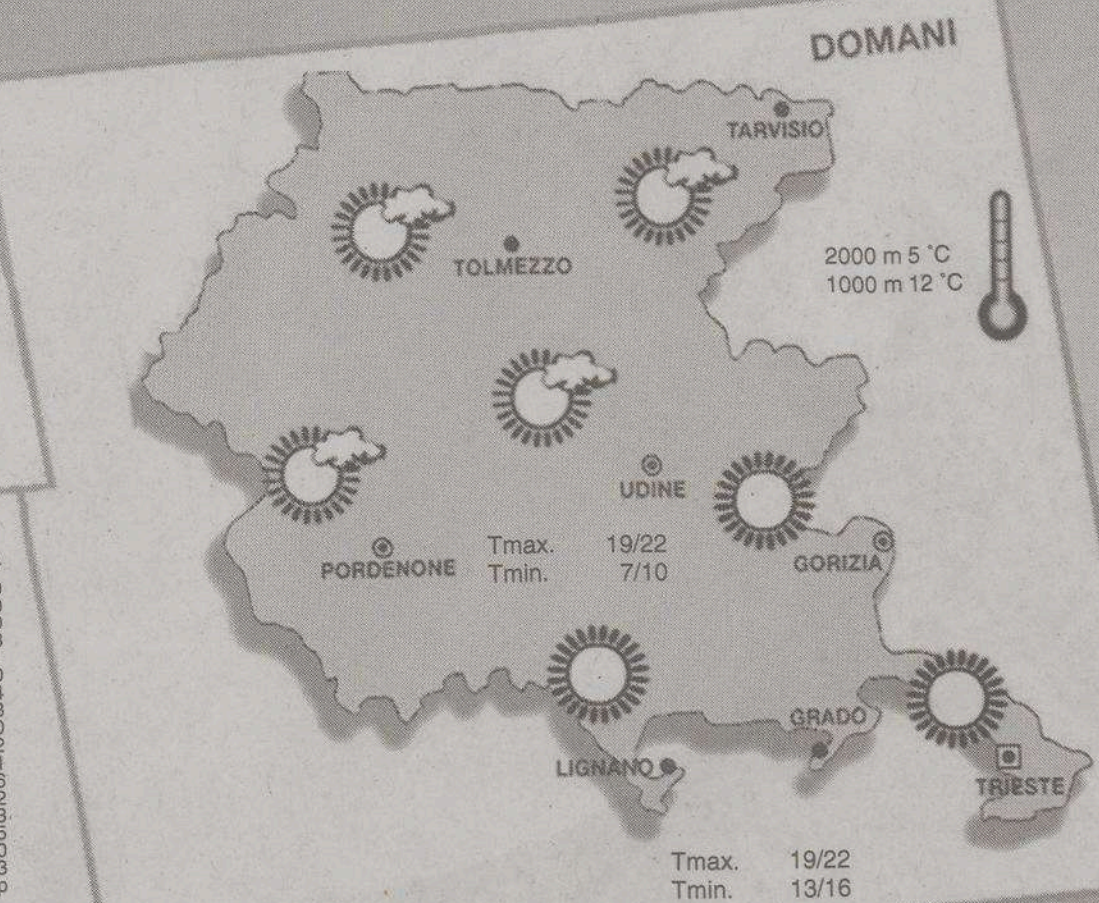 DOMANI
TARVISIO
TOLMEZZO
2000 m 5 °C
1000 m 12 °C
UDINE
PORDENONE
Tmax. 19/22
Tmin. 7/10
GORIZIA
GRADO
LIGNANO
TRIESTE
Tmax. 19/22
Tmin. 13/16